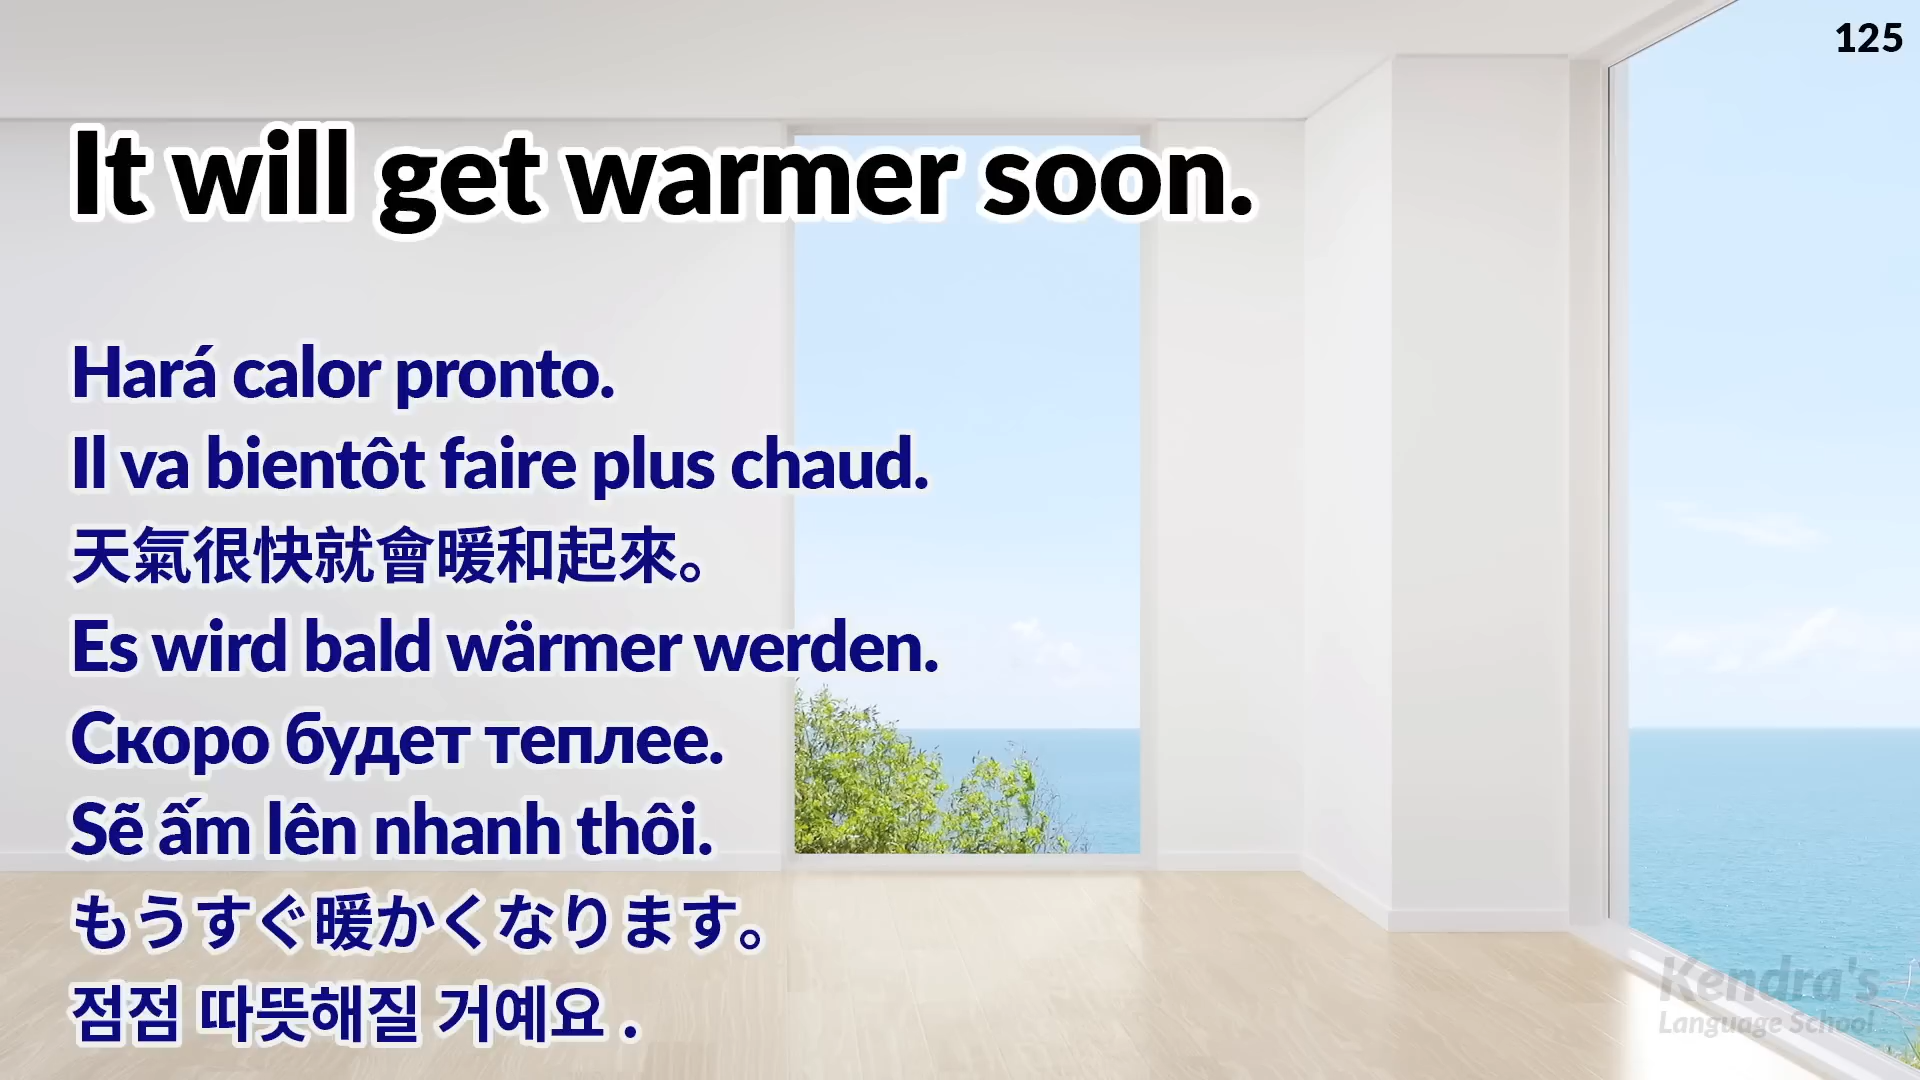 125
It will get warmer soon.
Hará calor pronto.
Il va bientôt faire plus chaud.
天氣很快就會暖和起來。
Es wird bald wärmer werden.
Скоро будет теплее.
Sẽ ấm lên nhanh thôi.
もうすぐ暖かくなります。
점점 따뜻해질 거예요 .
Kendra's
Language School